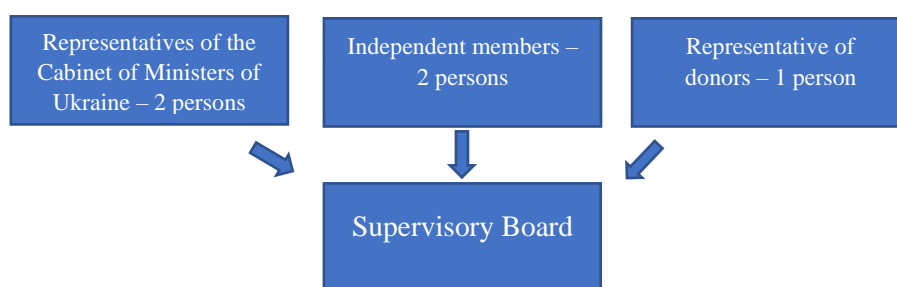 Representatives of the
Cabinet of Ministers of
Ukraine – 2 persons
Independent members –
2 persons
Representative of
donors – 1 person
Supervisory Board